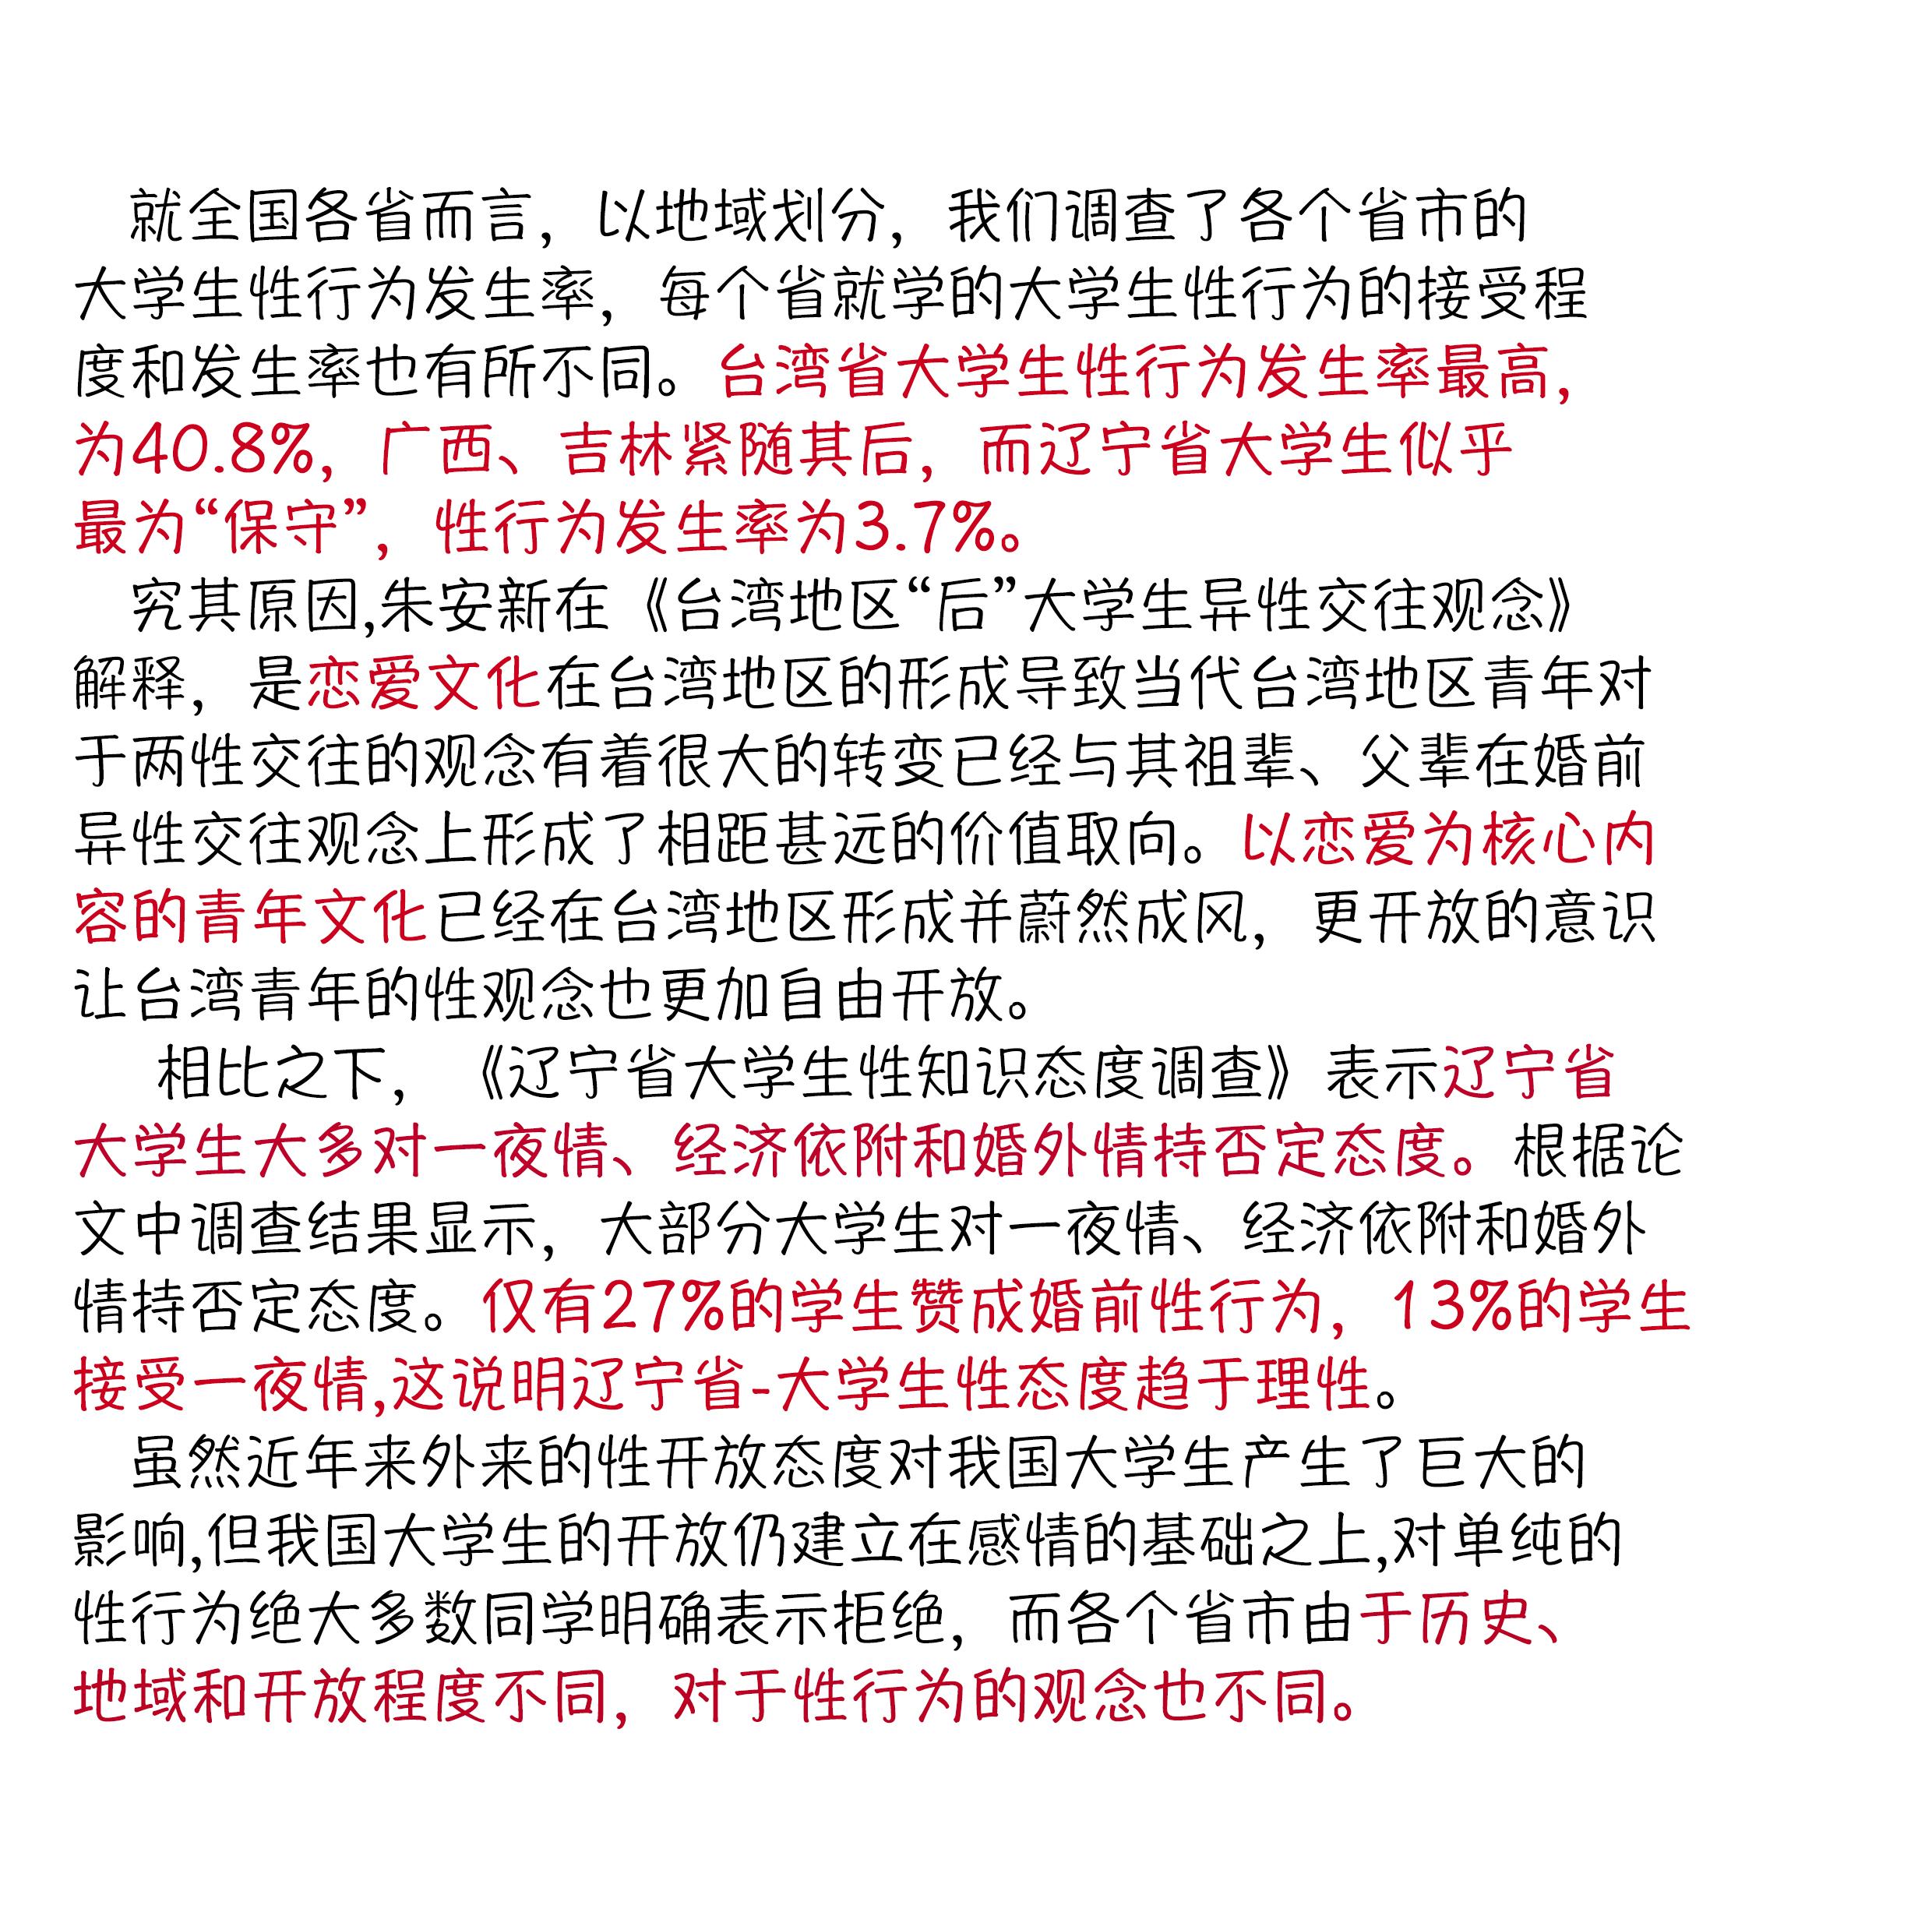 就全国各省而言，以地域划分，我们调查了各个省市的
大学生性行为发生率，每个省就学的大学生性行为的接受程
度和发生率也有所不同。台湾省大学生性行为发生率最高，
为40.8%，广西、吉林紧随其后，而辽宁省大学生似乎
最为“保守”，性行为发生率为3.7%。
究其原因,朱安新在《台湾地区“后”大学生异性交往观念》
解释，是恋爱文化在台湾地区的形成导致当代台湾地区青年对
于两性交往的观念有着很大的转变已经与其祖辈、父辈在婚前
异性交往观念上形成了相距甚远的价值取向。以恋爱为核心内
容的青年文化已经在台湾地区形成并蔚然成风，更开放的意识
让台湾青年的性观念也更加自由开放。
相比之下，《辽宁省大学生性知识态度调查》表示辽宁省
大学生大多对一夜情、经济依附和婚外情持否定态度。根据论
文中调查结果显示，大部分大学生对一夜情、经济依附和婚外
情持否定态度。仅有27%的学生赞成婚前性行为，13%的学生
接受一夜情,这说明辽宁省-大学生性态度趋于理性。
虽然近年来外来的性开放态度对我国大学生产生了巨大的
影响,但我国大学生的开放仍建立在感情的基础之上,对单纯的
性行为绝大多数同学明确表示拒绝，而各个省市由于历史、
地域和开放程度不同，对于性行为的观念也不同。